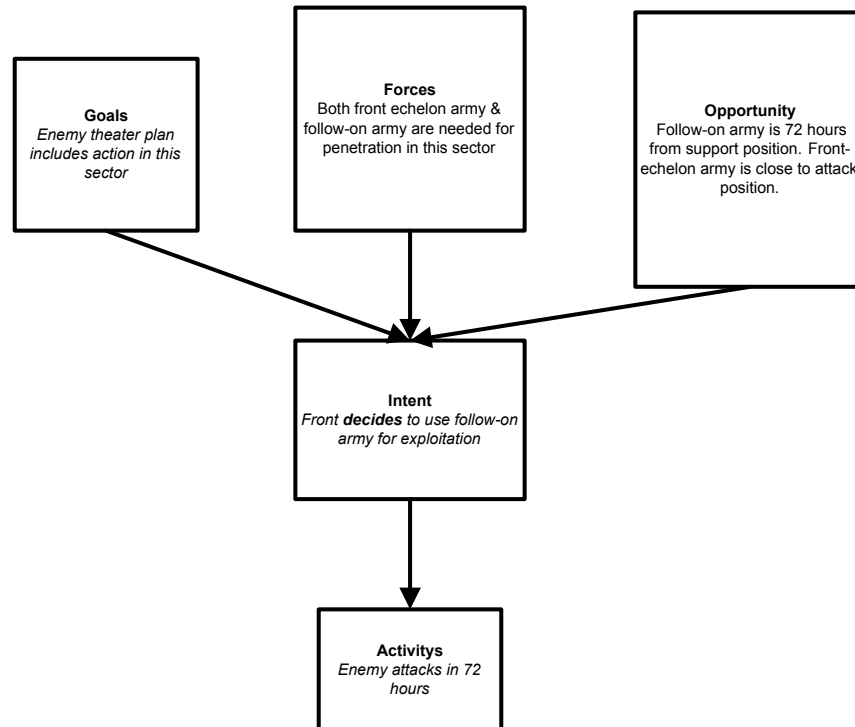 Goals
Enemy theater plan
includes action in this
sector
Forces
Both front echelon army &
follow-on army are needed for
penetration in this sector
Opportunity
Follow-on army is 72 hours
from support position. Front-
echelon army is close to attack
position.
Intent
Front decides to use follow-on
army for exploitation
Activitys
Enemy attacks in 72
hours